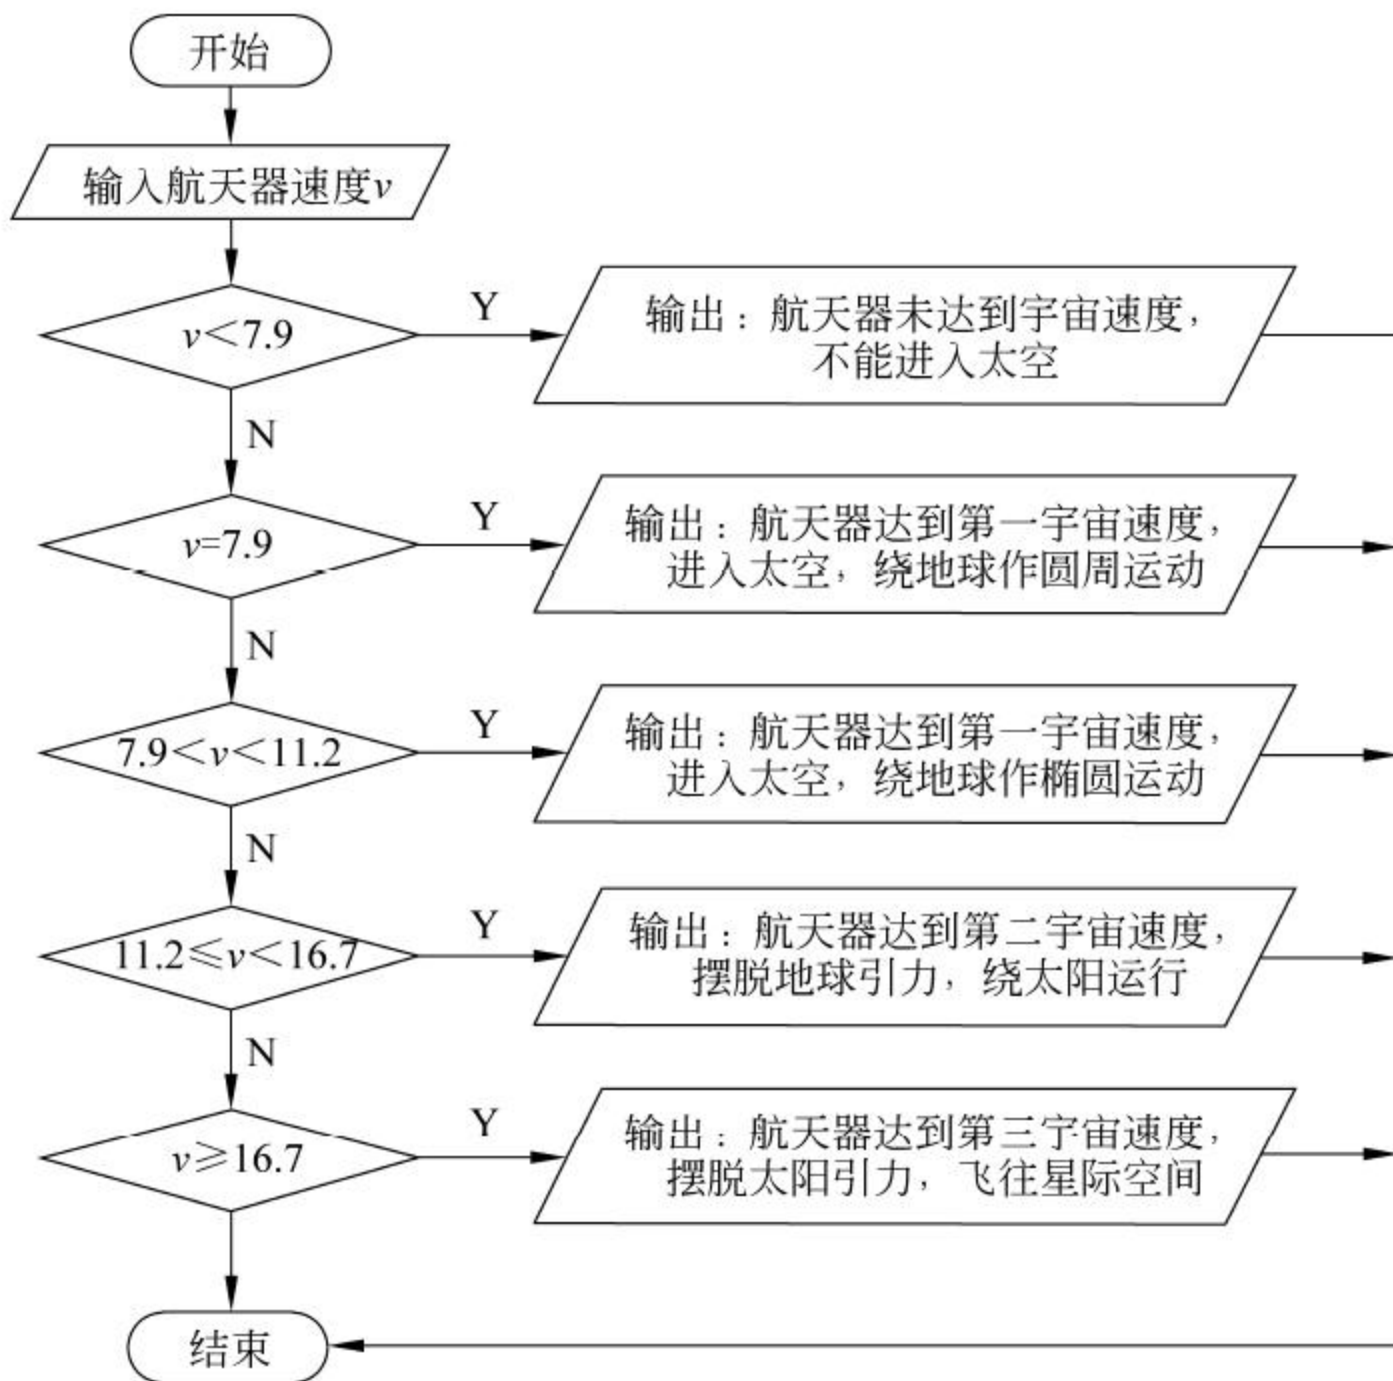 开始
输入航天器速度v
v＜7.9
Y
输出：航天器未达到宇宙速度，
不能进入太空
N
v=7.9
Y
输出：航天器达到第一宇宙速度，
进入太空，绕地球作圆周运动
N
7.9＜v＜11.2
Y
输出：航天器达到第一宇宙速度，
进入太空，绕地球作椭圆运动
N
11.2≤v＜16.7
Y
输出：航天器达到第二宇宙速度，
摆脱地球引力，绕太阳运行
N
v≥16.7
Y
输出：航天器达到第三宇宙速度，
摆脱太阳引力，飞往星际空间
结束